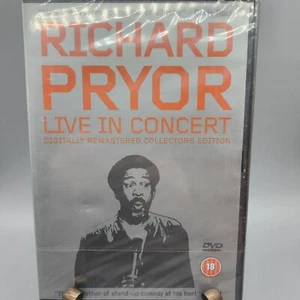 RICHARD
PRYOR
LIVE IN CONCERT
DIGITALLY REMASTERED COLLECTORS EDITION
DVD
18
father of stand-up comedy at his best